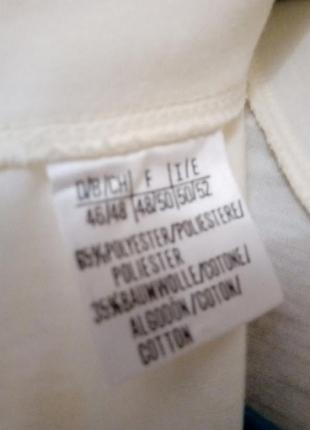 D/B/CH| F |I/E
46/48 |48/50|50/52
65%POLYESTER/POLIESTERE/
POLIESTER
35%BAUMWOLLE/COTONE/
ALGODÓN/COTON/
COTTON